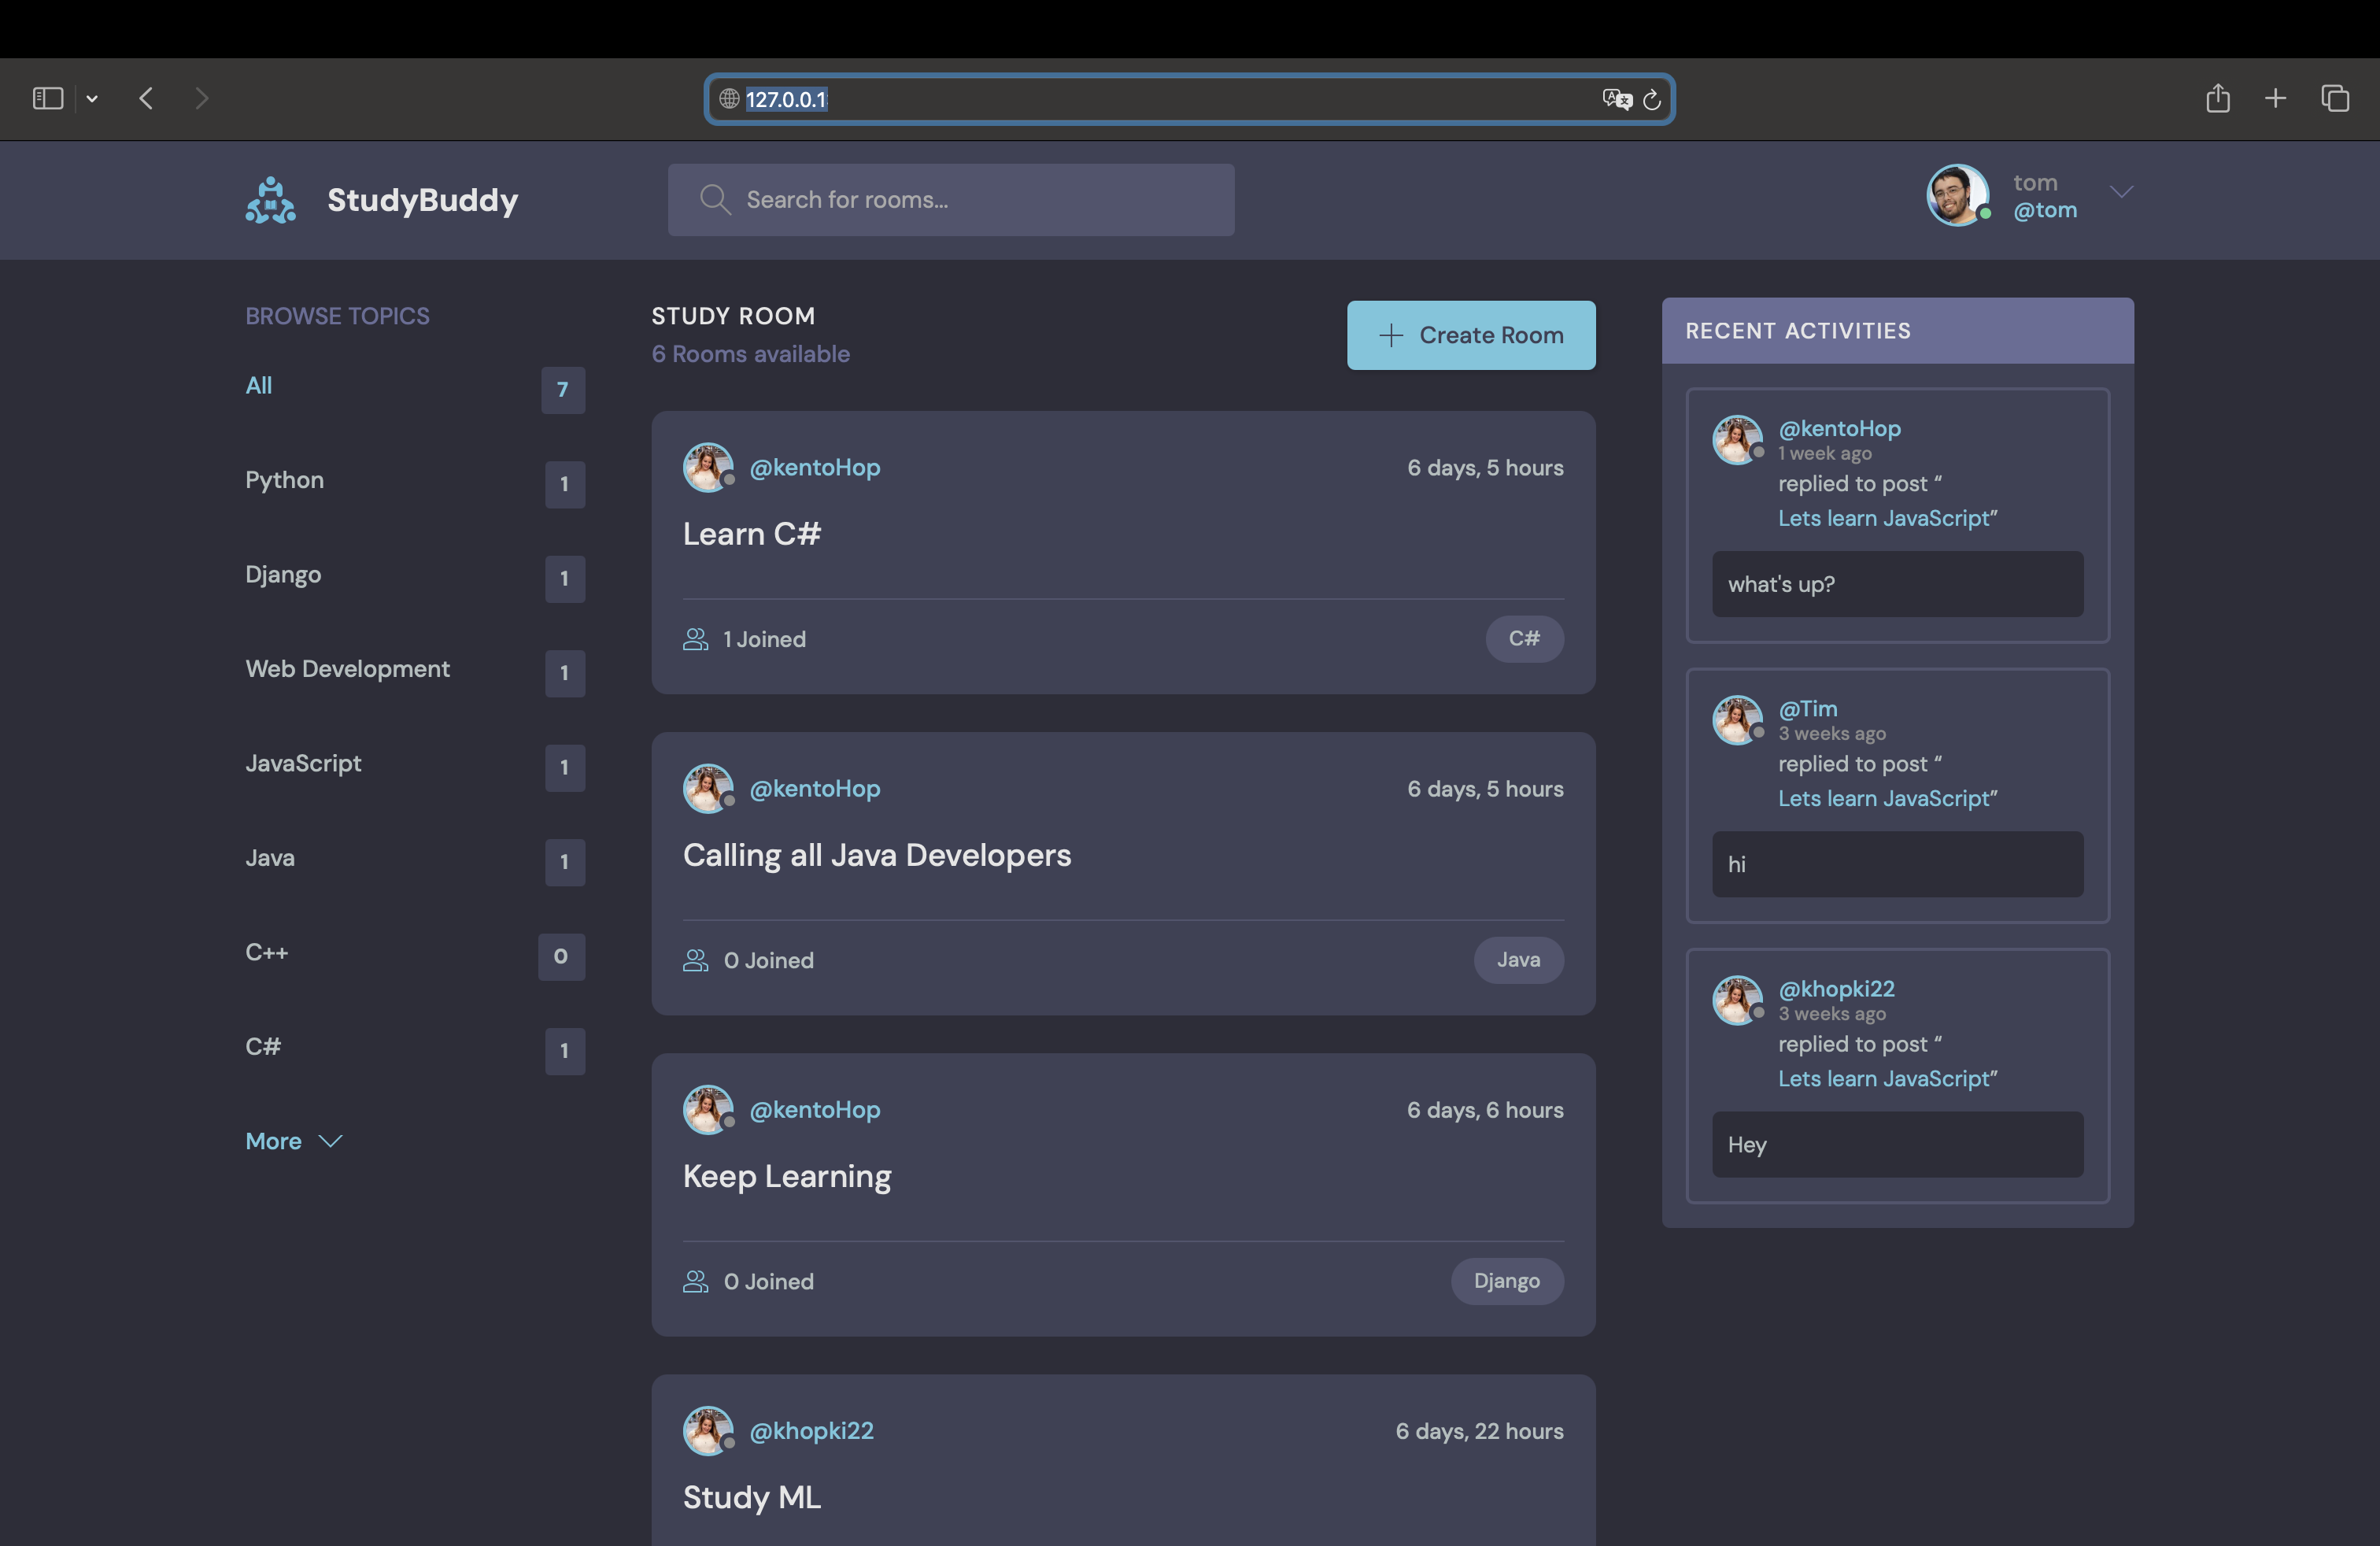 127.0.0.1:
StudyBuddy
Search for rooms...
tom
@tom
BROWSE TOPICS
All 7
Python 1
Django 1
Web Development 1
JavaScript 1
Java 1
C++ 0
C# 1
More
STUDY ROOM
6 Rooms available
Create Room
@kentoHop 6 days, 5 hours
Learn C#
1 Joined C#
@kentoHop 6 days, 5 hours
Calling all Java Developers
0 Joined Java
@kentoHop 6 days, 6 hours
Keep Learning
0 Joined Django
@khopki22 6 days, 22 hours
Study ML
RECENT ACTIVITIES
@kentoHop
1 week ago
replied to post “
Lets learn JavaScript”
what's up?
@Tim
3 weeks ago
replied to post “
Lets learn JavaScript”
hi
@khopki22
3 weeks ago
replied to post “
Lets learn JavaScript”
Hey